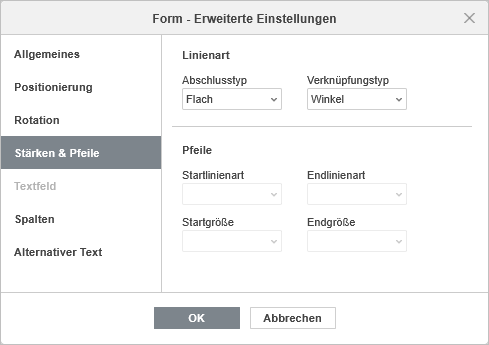 Form - Erweiterte Einstellungen
Allgemeines
Positionierung
Rotation
Stärken & Pfeile
Textfeld
Spalten
Alternativer Text
Linienart
Abschlusstyp Verknüpfungstyp
Flach Winkel
Pfeile
Startlinienart Endlinienart
Startgröße Endgröße
OK Abbrechen